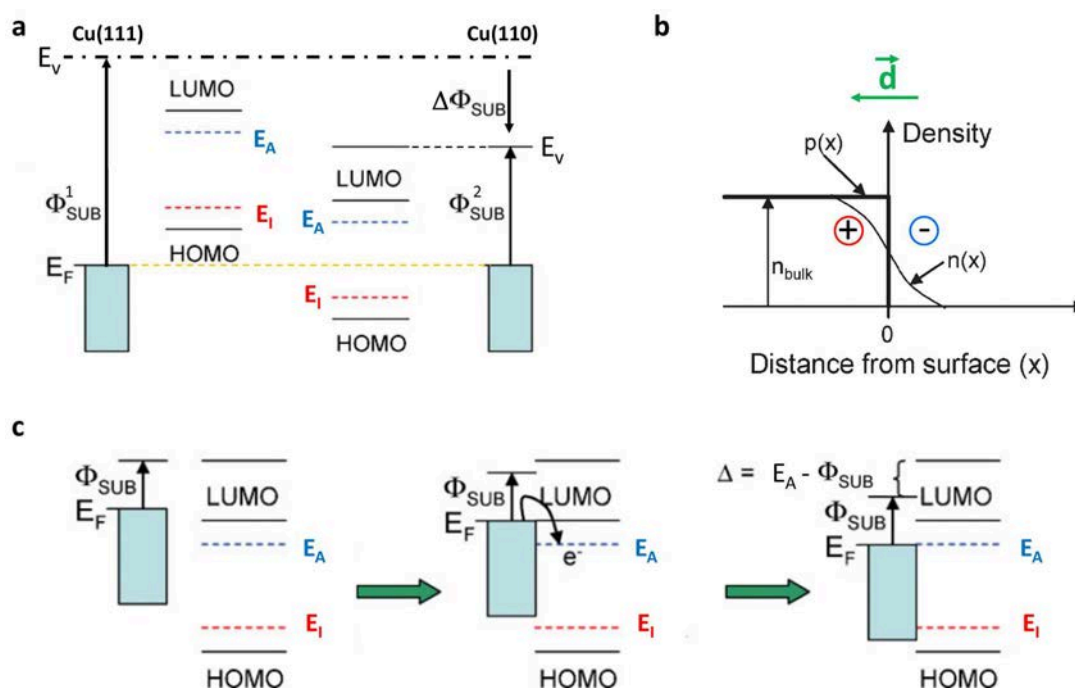 a
Cu(111)
Cu(110)
E_v
LUMO
ΔΦ_SUB
E_A
E_v
LUMO
Φ^1_SUB
E_I
E_A
Φ^2_SUB
HOMO
E_F
E_I
HOMO
b
d
Density
p(x)
+
-
n_bulk
n(x)
0
Distance from surface (x)
c
Φ_SUB
LUMO
E_F
E_A
E_I
HOMO
Φ_SUB
LUMO
E_F
e-
E_A
E_I
HOMO
Δ = E_A - Φ_SUB
LUMO
Φ_SUB
E_F
E_A
E_I
HOMO